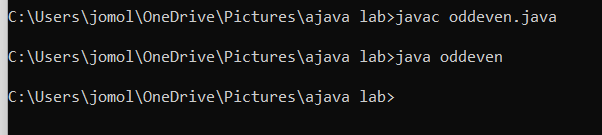 C:\Users\jomol\OneDrive\Pictures\ajava lab>javac oddeven.java
C:\Users\jomol\OneDrive\Pictures\ajava lab>java oddeven
C:\Users\jomol\OneDrive\Pictures\ajava lab>